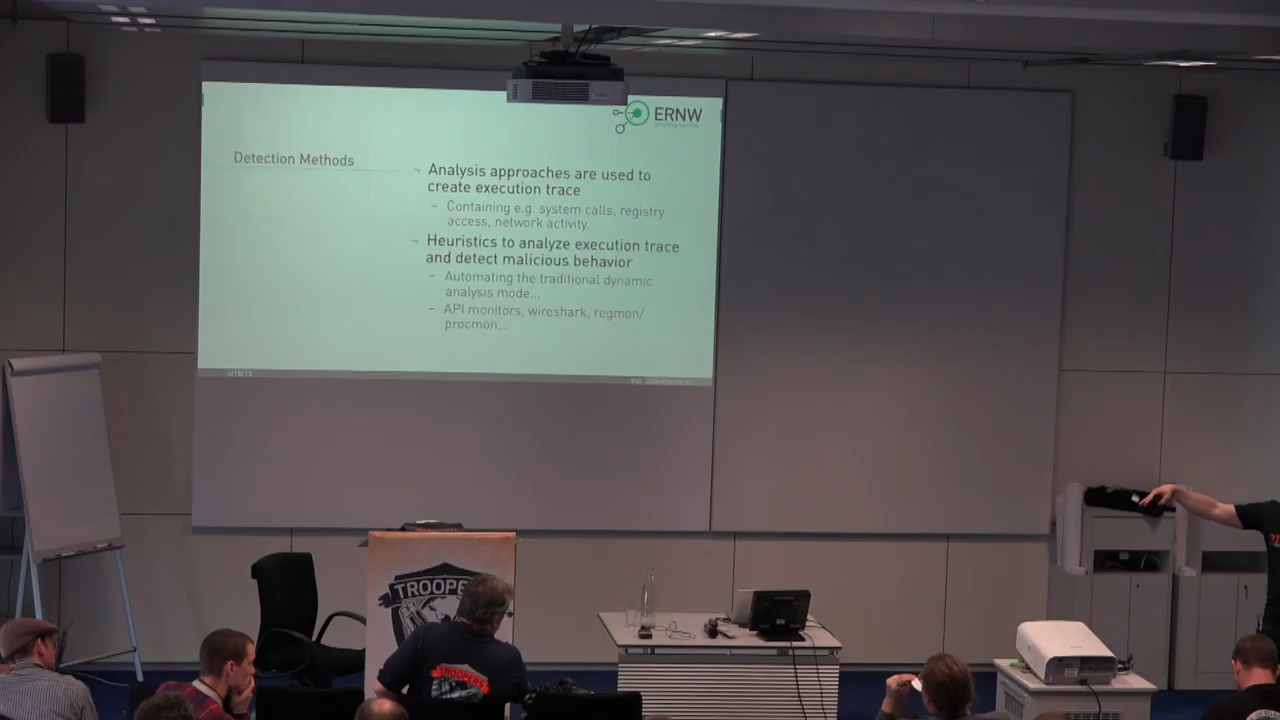 ERNW
Detection Methods
¬ Analysis approaches are used to
create execution trace
– Containing e.g. system calls, registry
access, network activity.
¬ Heuristics to analyze execution trace
and detect malicious behavior
– Automating the traditional dynamic
analysis mode...
– API monitors, wireshark, regmon/
procmon...
TROOPE
TROOPERS